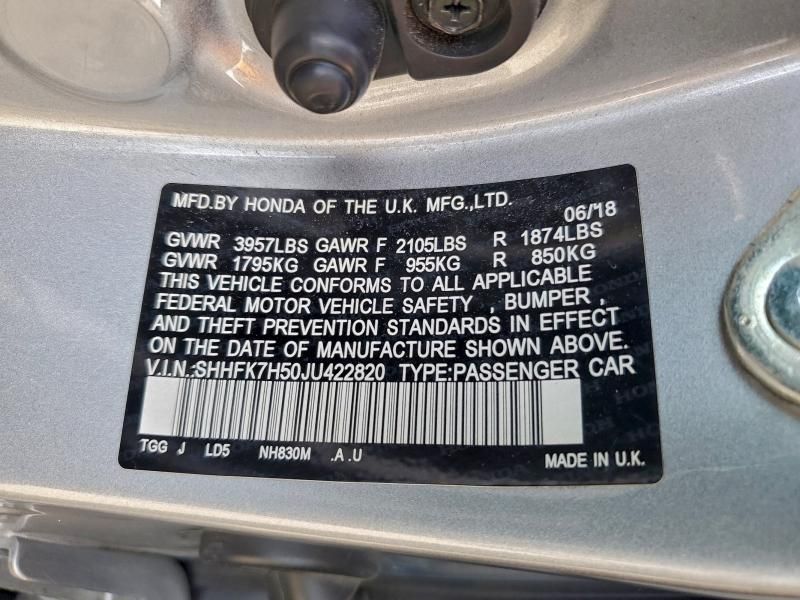 MFD.BY HONDA OF THE U.K. MFG.,LTD.
06/'18
GVWR 3957LBS GAWR F 2105LBS R 1874LBS
GVWR 1795KG GAWR F 955KG R 850KG
THIS VEHICLE CONFORMS TO ALL APPLICABLE
FEDERAL MOTOR VEHICLE SAFETY , BUMPER ,
AND THEFT PREVENTION STANDARDS IN EFFECT
ON THE DATE OF MANUFACTURE SHOWN ABOVE.
V.I.N.:SHHFK7H50JU422820 TYPE:PASSENGER CAR
TGG J LD5 NH830M .A.U
MADE IN U.K.